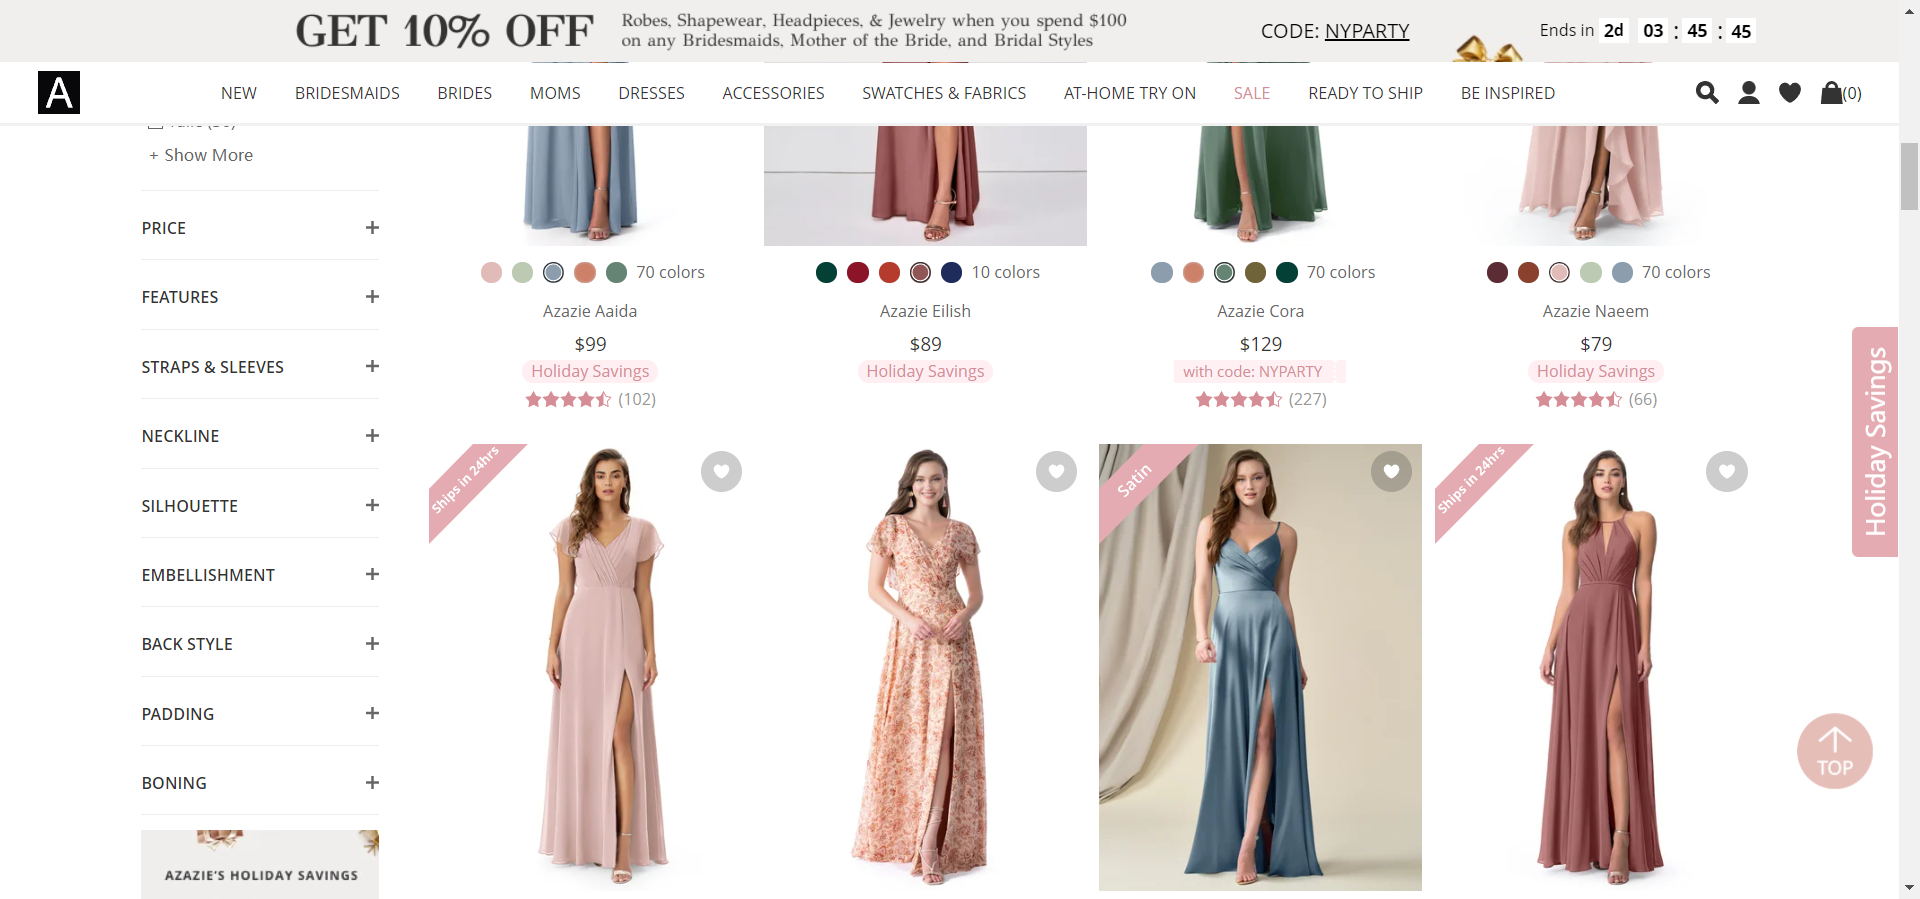 GET 10% OFF
Robes, Shapewear, Headpieces, & Jewelry when you spend $100
on any Bridesmaids, Mother of the Bride, and Bridal Styles
CODE: NYPARTY
Ends in 2d 03 : 45 : 45
A
NEW BRIDESMAIDS BRIDES MOMS DRESSES ACCESSORIES SWATCHES & FABRICS AT-HOME TRY ON SALE READY TO SHIP BE INSPIRED
(0)
+ Show More
PRICE +
FEATURES +
STRAPS & SLEEVES +
NECKLINE +
SILHOUETTE +
EMBELLISHMENT +
BACK STYLE +
PADDING +
BONING +
AZAZIE'S HOLIDAY SAVINGS
70 colors
Azazie Aaida
$99
Holiday Savings
(102)
10 colors
Azazie Eilish
$89
Holiday Savings
70 colors
Azazie Cora
$129
with code: NYPARTY
(227)
70 colors
Azazie Naeem
$79
Holiday Savings
(66)
Ships in 24hrs
Satin
Ships in 24hrs
Holiday Savings
TOP